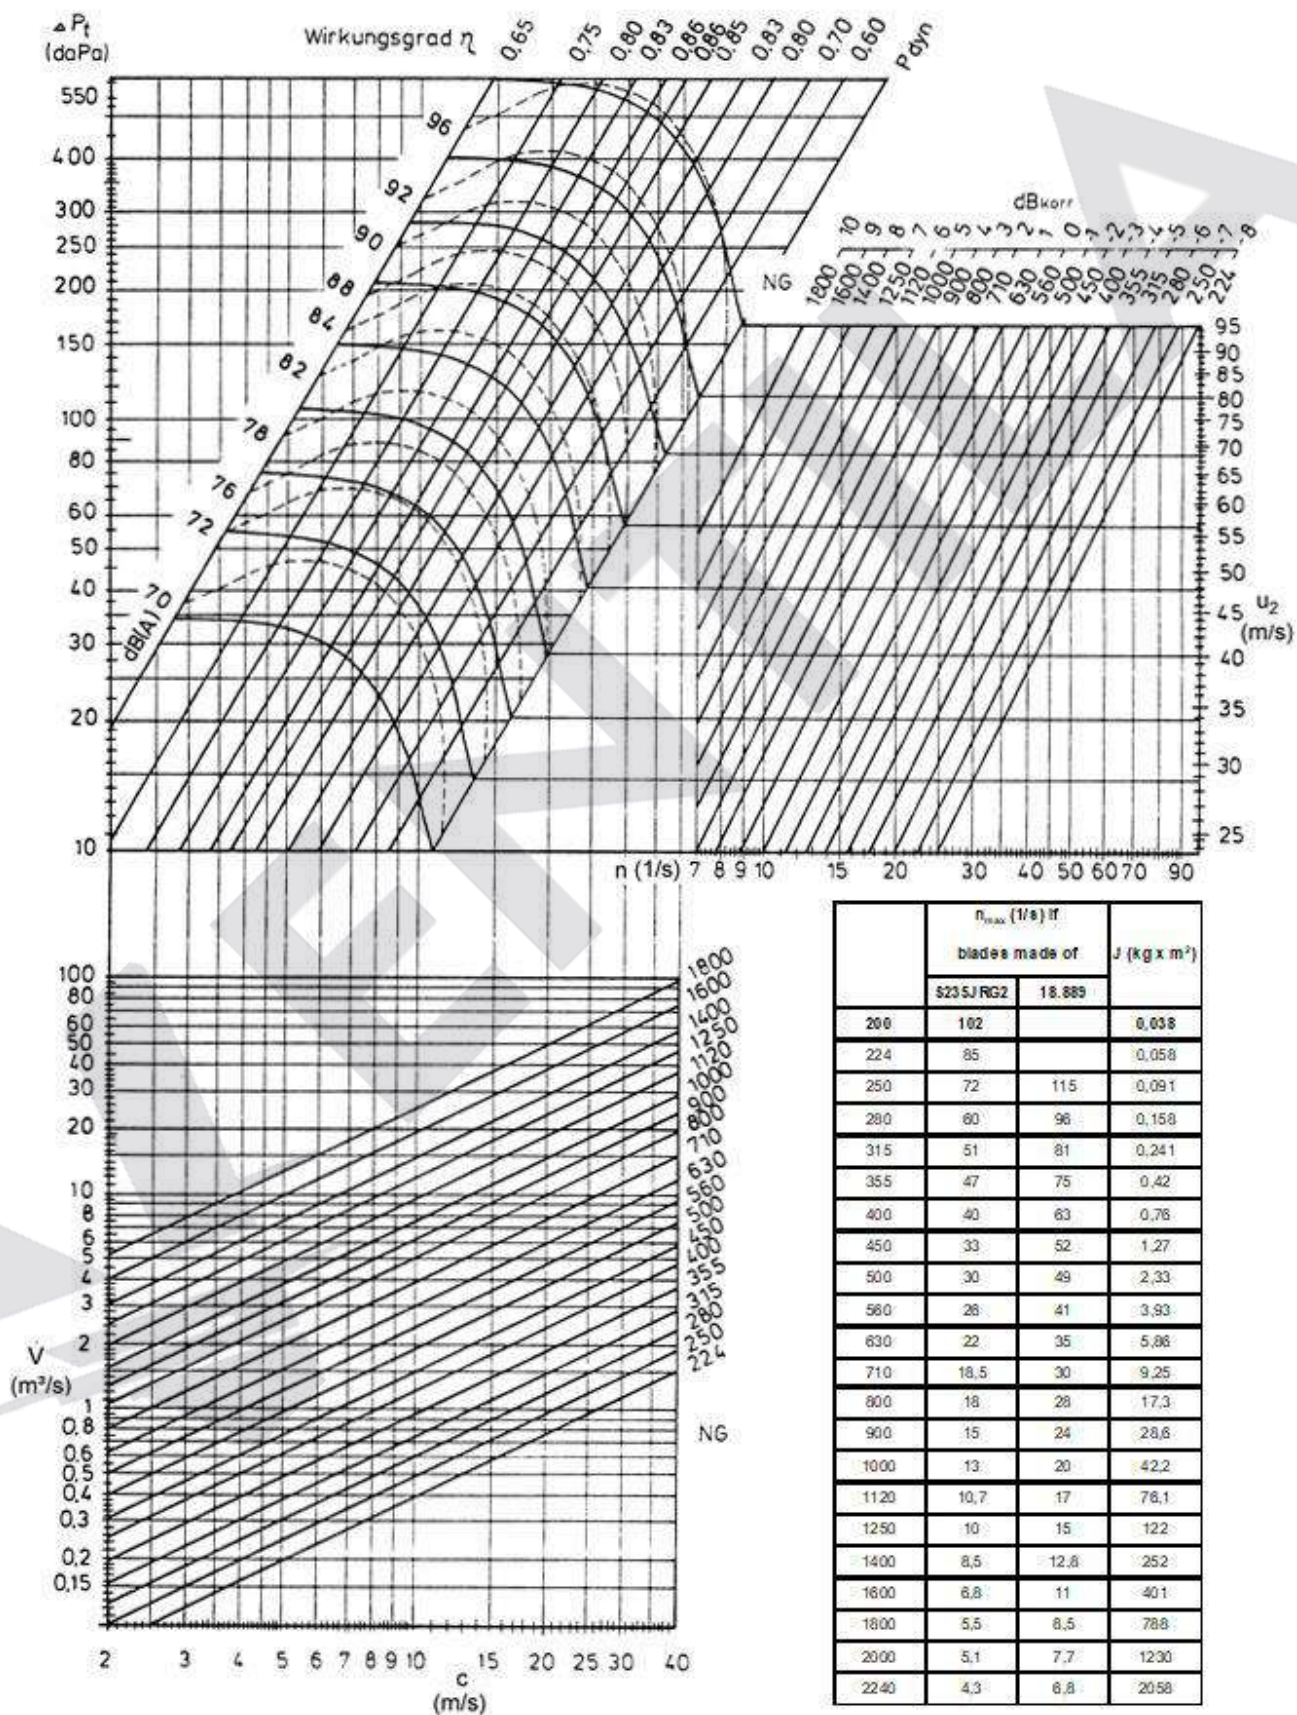 Δ Pt
(daPa)
Wirkungsgrad η
0,65 0,75 0,80 0,83 0,86 0,86 0,85 0,83 0,80 0,70 0,60 Pdyn
550
400
300
250
200
150
100
80
60
50
40
30
20
10
96
92
90
88
84
82
78
76
72
70
dB(A)
dBkorr
10 9 8 7 6 5 4 3 2 1 0 -1 -2 -3 -4 -5 -6 -7 -8
NG
1800 1600 1400 1250 1120 1000 900 800 710 630 560 500 450 400 355 315 280 250 224
95
90
85
80
75
70
65
60
55
50
45
40
35
30
25
u2
(m/s)
n (1/s) 7 8 9 10 15 20 30 40 50 60 70 90
100
80
60
50
40
30
20
10
8
6
5
4
3
2
1
0,8
0,6
0,5
0,4
0,3
0,2
0,15
V̇
(m³/s)
1800
1600
1400
1250
1120
1000
900
800
710
630
560
500
450
400
355
315
280
250
224
NG
2 3 4 5 6 7 8 9 10 15 20 25 30 40
c
(m/s)
nmax (1/s) if
blades made of J (kg x m²)
S235JRG2 18.889
200 102 0,038
224 85 0,058
250 72 115 0,091
280 60 96 0,158
315 51 81 0,241
355 47 75 0,42
400 40 63 0,76
450 33 52 1,27
500 30 49 2,33
560 26 41 3,93
630 22 35 5,86
710 18,5 30 9,25
800 18 28 17,3
900 15 24 28,6
1000 13 20 42,2
1120 10,7 17 76,1
1250 10 15 122
1400 8,5 12,8 252
1600 6,8 11 401
1800 5,5 8,5 788
2000 5,1 7,7 1230
2240 4,3 6,8 2058